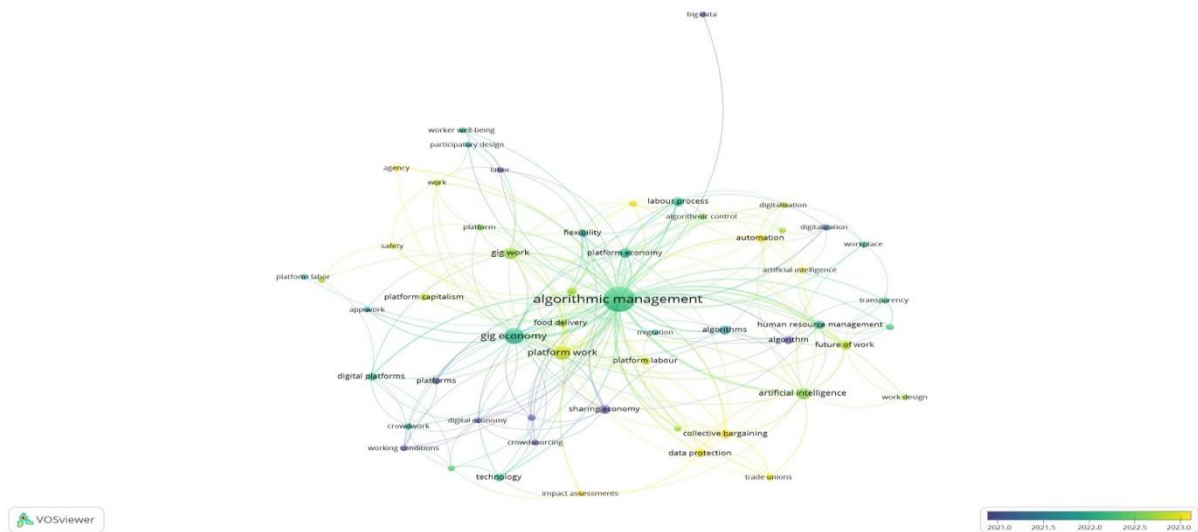 big data
worker well-being
participatory design
agency
labor
work
labour process
digitalisation
algorithmic control
platform
flexibility
digitalization
automation
workplace
safety
gig work
platform economy
artificial intelligence
platform labor
platform capitalism
algorithmic management
transparency
app work
food delivery
migration
algorithms
human resource management
gig economy
algorithm
future of work
platform work
platform labour
digital platforms
platforms
artificial intelligence
work design
sharing economy
crowdwork
digital economy
collective bargaining
working conditions
crowdsourcing
data protection
technology
trade unions
impact assessments
VOSviewer
2021.0 2021.5 2022.0 2022.5 2023.0